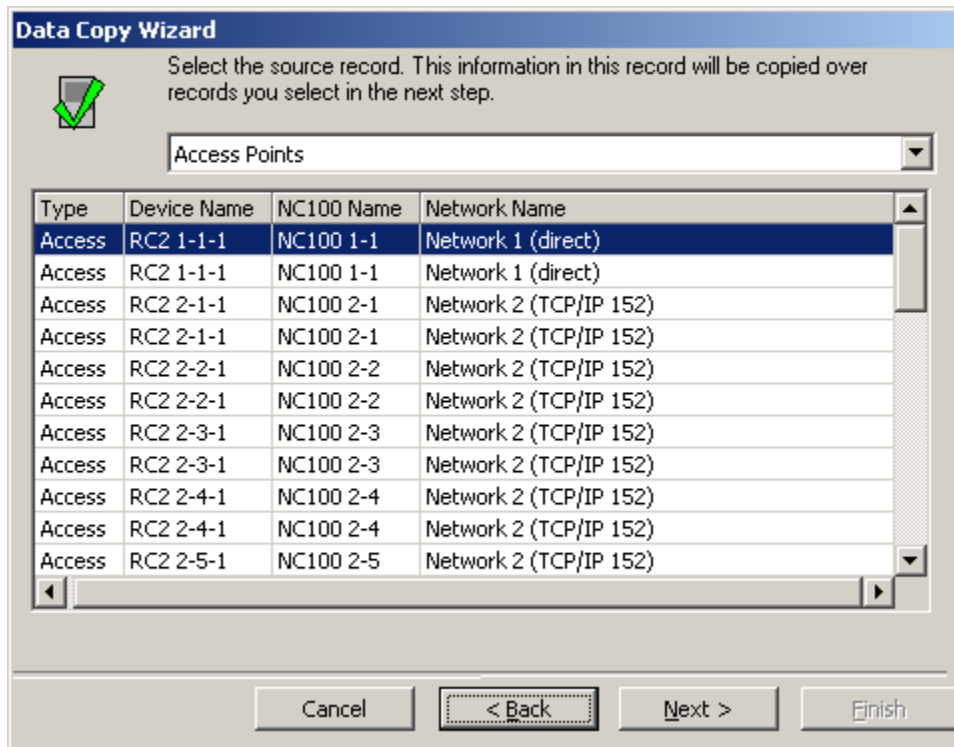 Data Copy Wizard
Select the source record. This information in this record will be copied over
records you select in the next step.
Access Points
Type Device Name NC100 Name Network Name
Access RC2 1-1-1 NC100 1-1 Network 1 (direct)
Access RC2 1-1-1 NC100 1-1 Network 1 (direct)
Access RC2 2-1-1 NC100 2-1 Network 2 (TCP/IP 152)
Access RC2 2-1-1 NC100 2-1 Network 2 (TCP/IP 152)
Access RC2 2-2-1 NC100 2-2 Network 2 (TCP/IP 152)
Access RC2 2-2-1 NC100 2-2 Network 2 (TCP/IP 152)
Access RC2 2-3-1 NC100 2-3 Network 2 (TCP/IP 152)
Access RC2 2-3-1 NC100 2-3 Network 2 (TCP/IP 152)
Access RC2 2-4-1 NC100 2-4 Network 2 (TCP/IP 152)
Access RC2 2-4-1 NC100 2-4 Network 2 (TCP/IP 152)
Access RC2 2-5-1 NC100 2-5 Network 2 (TCP/IP 152)
Cancel < Back Next > Finish